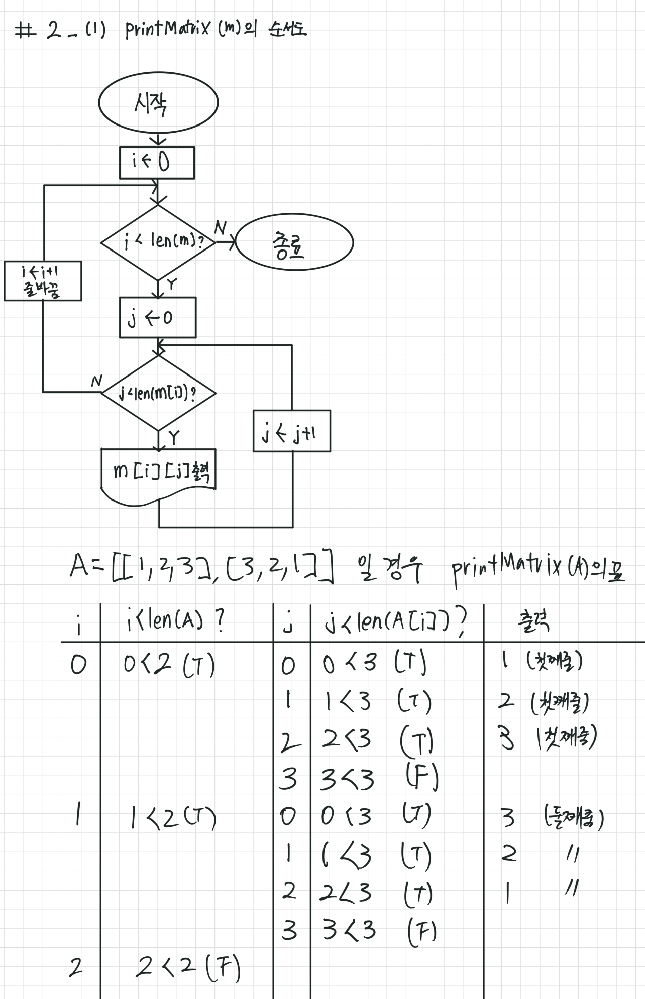 # 2_(1) printMatrix (m)의 순서도
시작
i ← 0
i < len(m)?
N
종료
i ← i+1
줄바꿈
Y
j ← 0
N
j < len(m[i])?
Y
j ← j+1
m [i] [j] 출력
A = [[1, 2, 3], [3, 2, 1]] 일 경우 printMatrix (A)의 표
i i < len(A) ? j j < len(A [i]) ? 출력
0 0 < 2 (T) 0 0 < 3 (T) 1 (첫째줄)
1 1 < 3 (T) 2 (첫째줄)
2 2 < 3 (T) 3 (첫째줄)
3 3 < 3 (F)
1 1 < 2 (T) 0 0 < 3 (T) 3 (둘째줄)
1 1 < 3 (T) 2 〃
2 2 < 3 (T) 1 〃
3 3 < 3 (F)
2 2 < 2 (F)